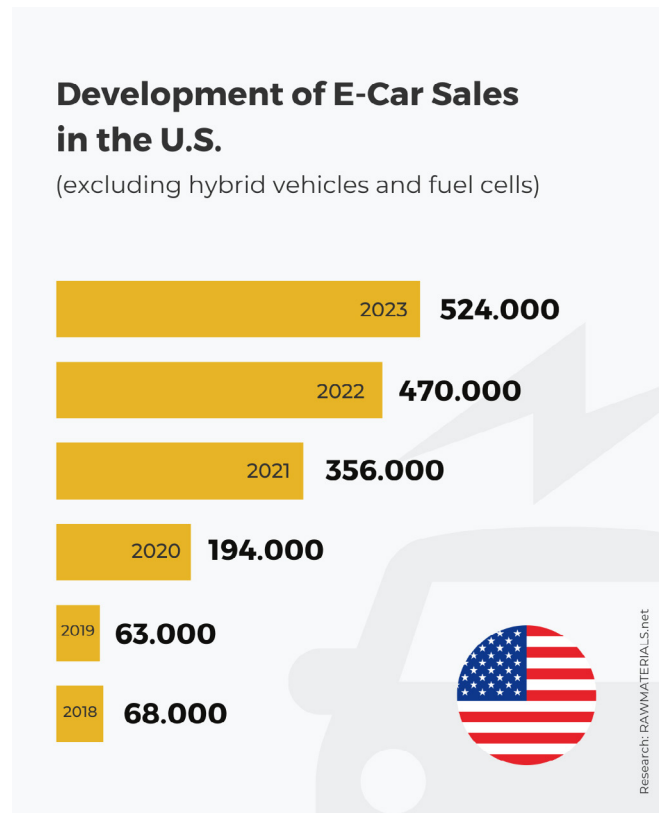 Development of E-Car Sales
in the U.S.
(excluding hybrid vehicles and fuel cells)
2023 524.000
2022 470.000
2021 356.000
2020 194.000
2019 63.000
2018 68.000
Research: RAWMATERIALS.net